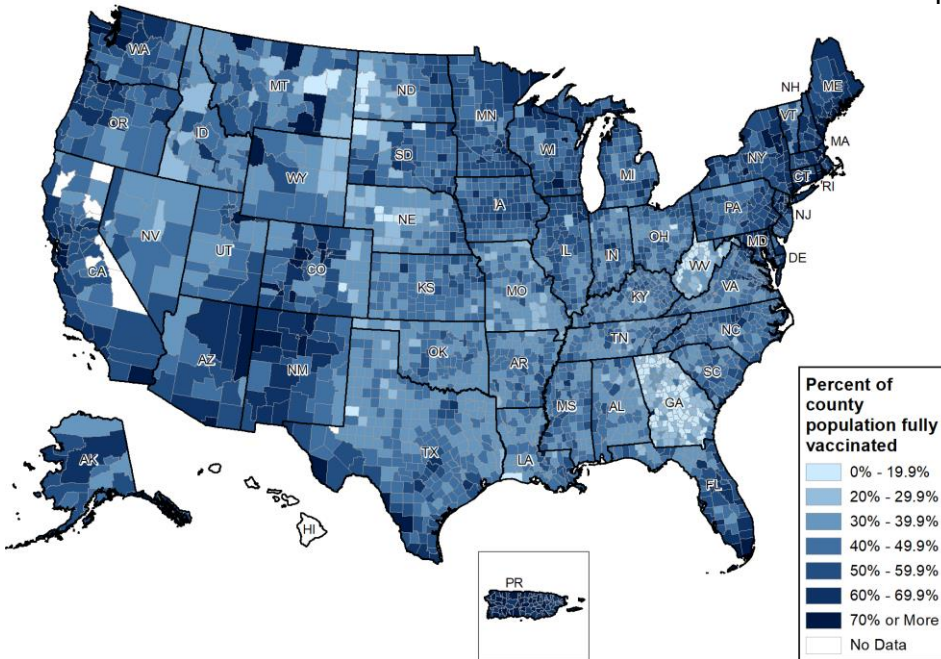 WA
MT
ND
MN
NH
VT
ME
OR
ID
SD
WI
MI
NY
MA
CT
RI
WY
IA
PA
NJ
NE
NV
UT
CO
IL
IN
OH
MD
DE
CA
KS
MO
WV
VA
KY
AZ
NM
OK
AR
TN
NC
SC
MS
AL
GA
TX
LA
FL
AK
HI
PR
Percent of
county
population fully
vaccinated
0% - 19.9%
20% - 29.9%
30% - 39.9%
40% - 49.9%
50% - 59.9%
60% - 69.9%
70% or More
No Data